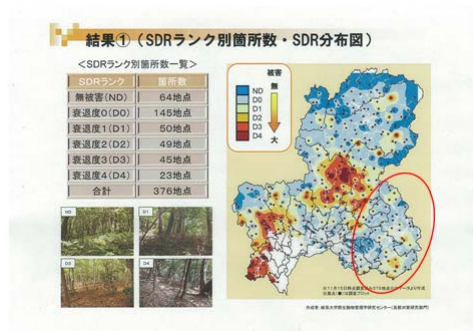 結果①(SDRランク別箇所数・SDR分布図)
<SDRランク別箇所数一覧>
SDRランク 箇所数
無被害(ND) 64地点
衰退度0(D0) 145地点
衰退度1(D1) 50地点
衰退度2(D2) 49地点
衰退度3(D3) 45地点
衰退度4(D4) 23地点
合計 376地点
被害
無
大
ND
D0
D1
D2
D3
D4
ND
D1
D3
D4